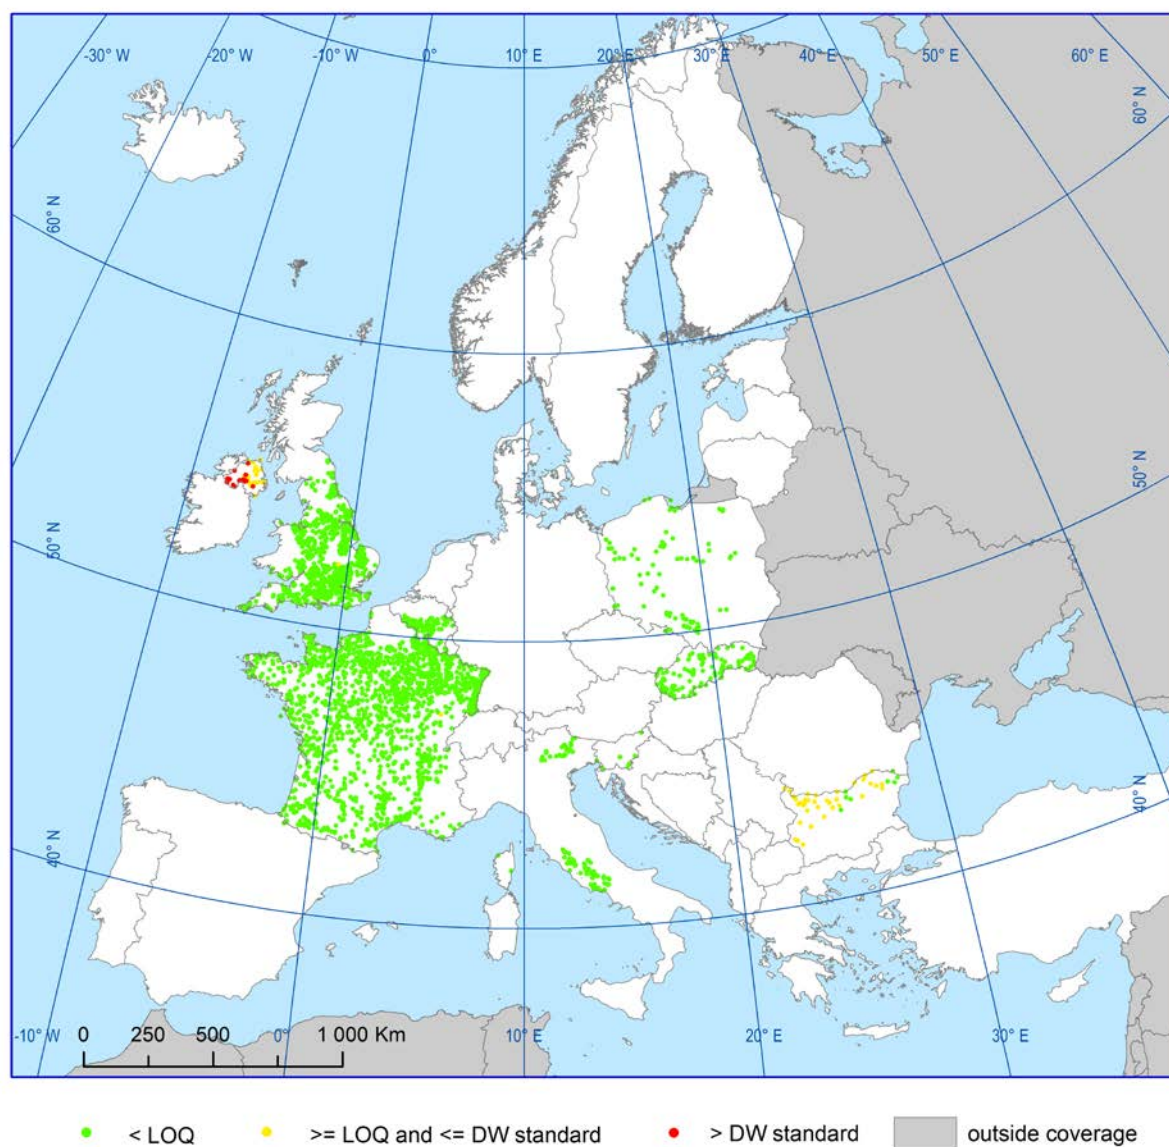 -30° W -20° W -10° W 0° 10° E 20° E 30° E 40° E 50° E 60° E
60° N
60° N
50° N
50° N
40° N
40° N
-10° W 0° 10° E 20° E 30° E
0 250 500 1 000 Km
< LOQ >= LOQ and <= DW standard > DW standard outside coverage